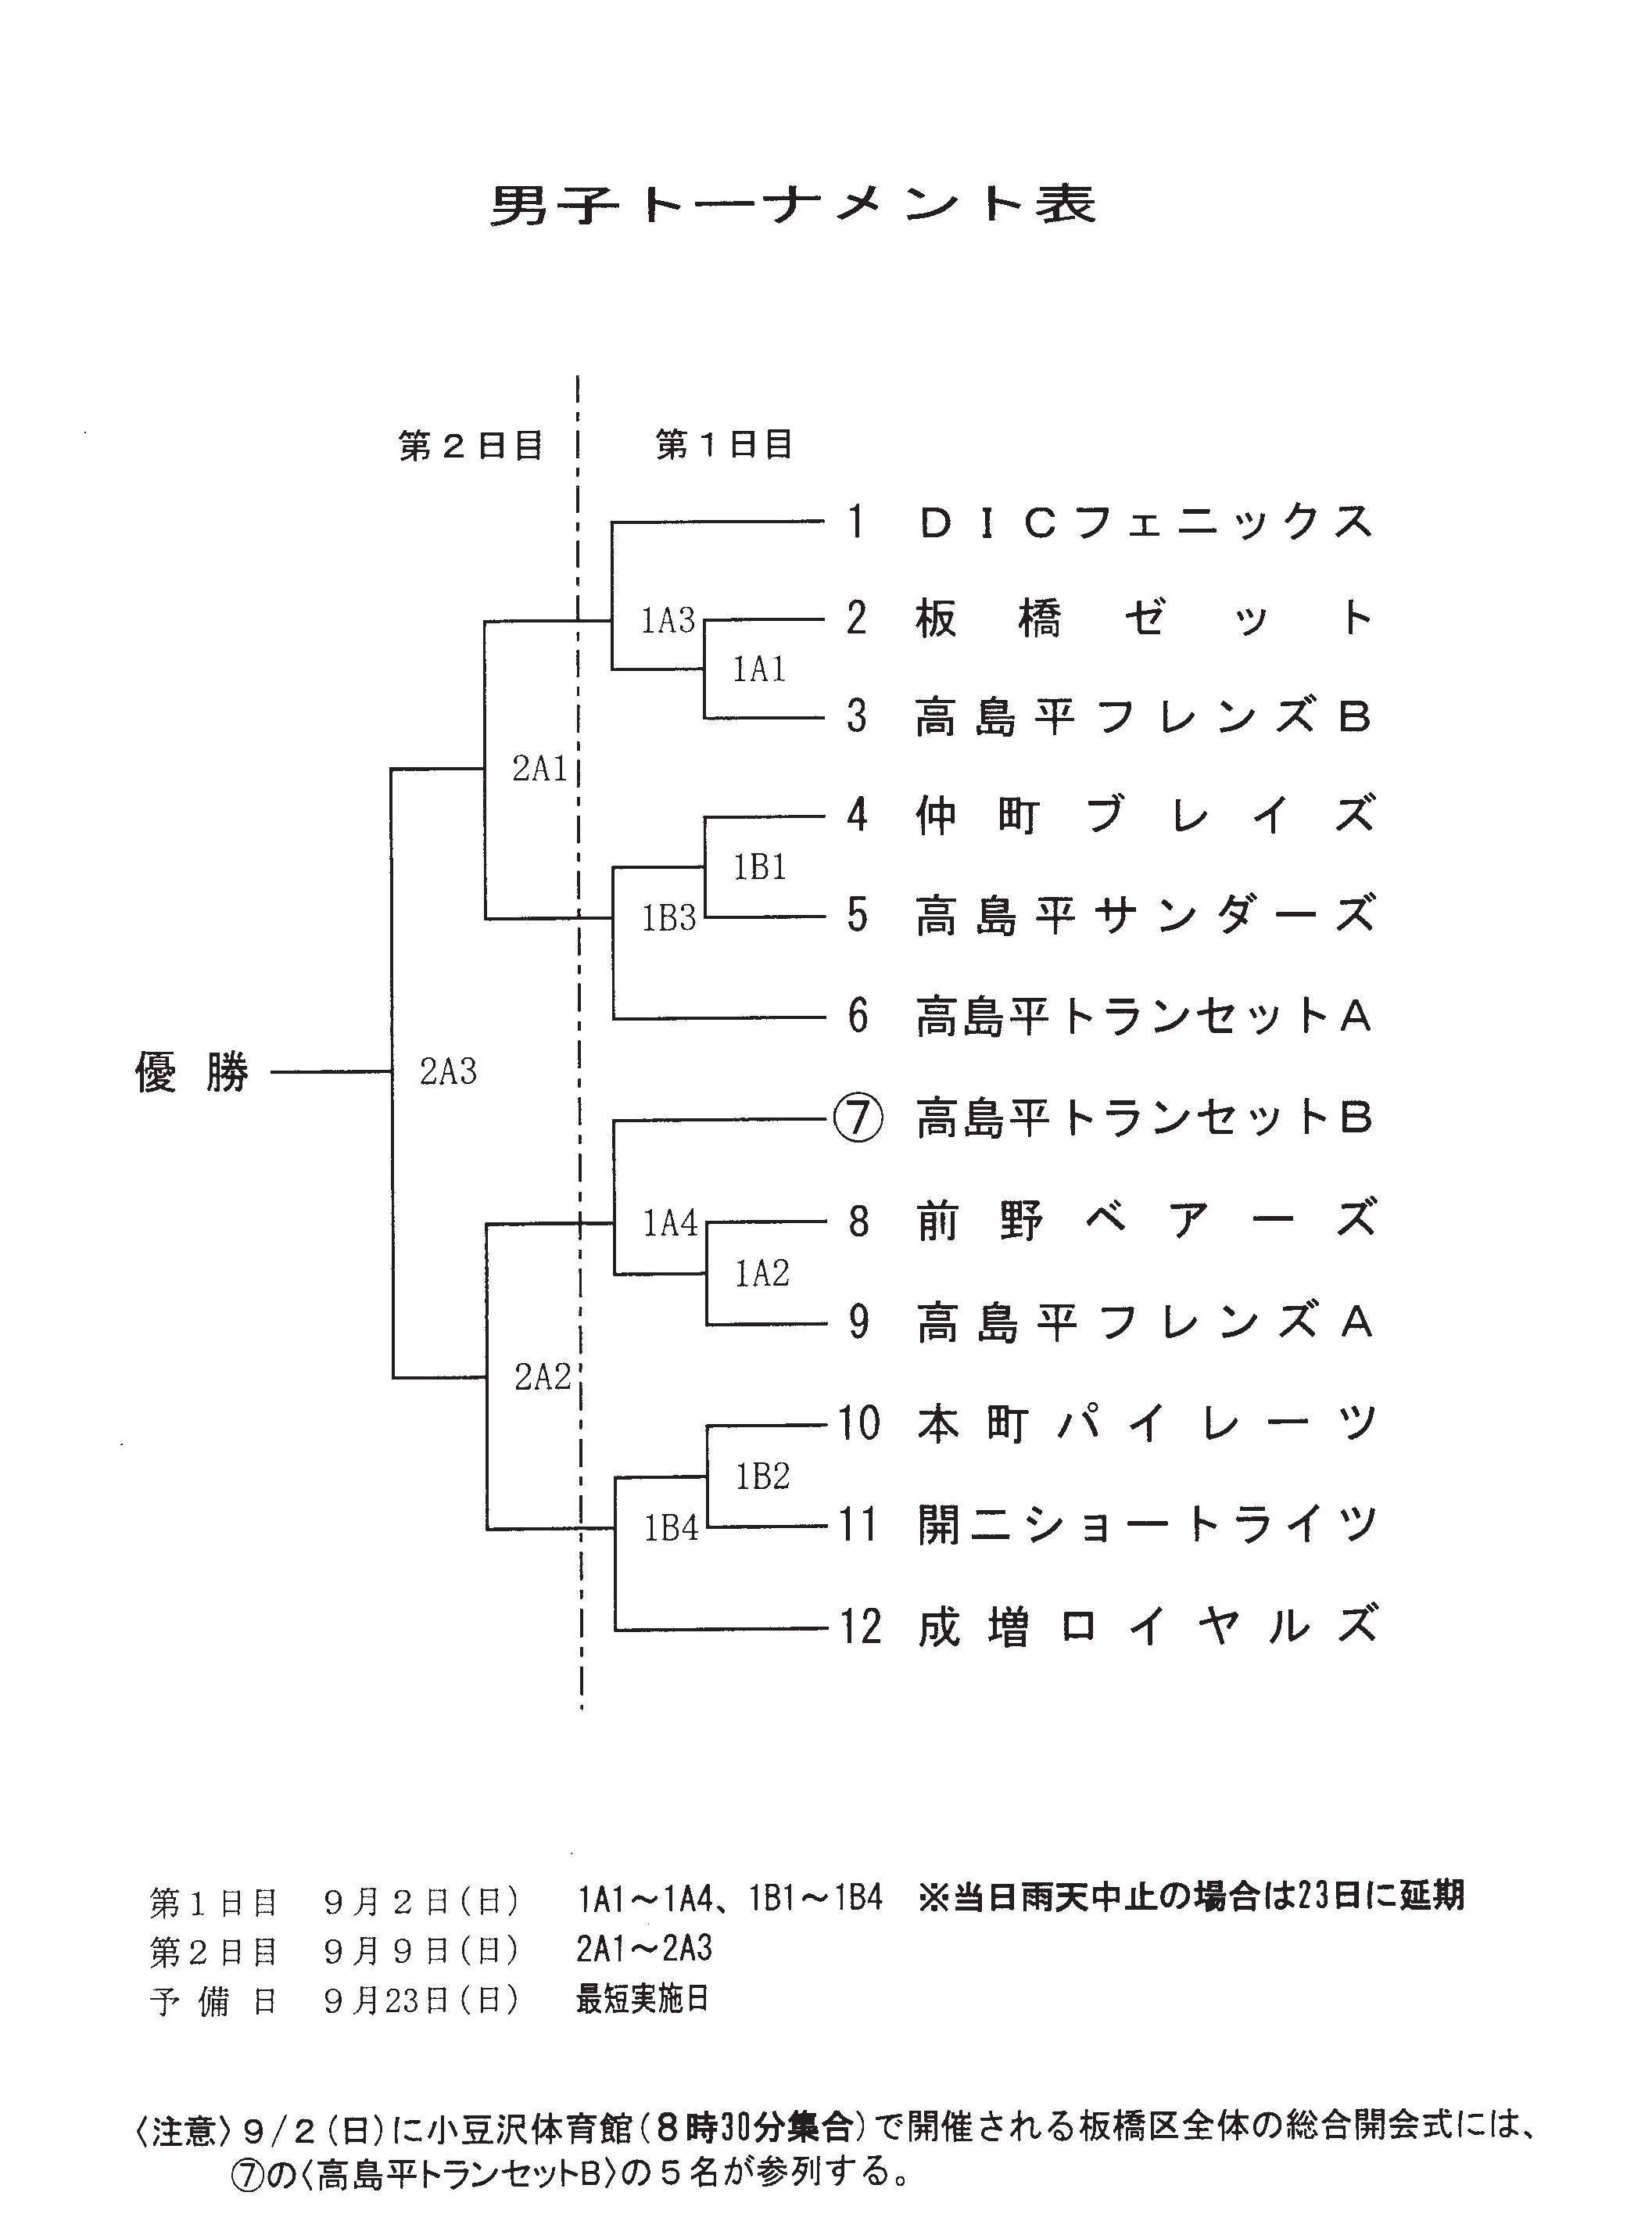 男子トーナメント表
第２日目　第１日目
1　ＤＩＣフェニックス
1A3　2　板橋ゼット
1A1
3　高島平フレンズＢ
2A1
4　仲町ブレイズ
1B1
1B3　5　高島平サンダーズ
6　高島平トランセットＡ
優勝　2A3
⑦　高島平トランセットＢ
1A4　8　前野ベアーズ
1A2
9　高島平フレンズＡ
2A2
10　本町パイレーツ
1B2
1B4　11　開二ショートライツ
12　成増ロイヤルズ
第１日目　９月２日(日)　1A1～1A4、1B1～1B4　※当日雨天中止の場合は23日に延期
第２日目　９月９日(日)　2A1～2A3
予備日　９月23日(日)　最短実施日
〈注意〉９/２(日)に小豆沢体育館(８時30分集合)で開催される板橋区全体の総合開会式には、
⑦の〈高島平トランセットB〉の５名が参列する。